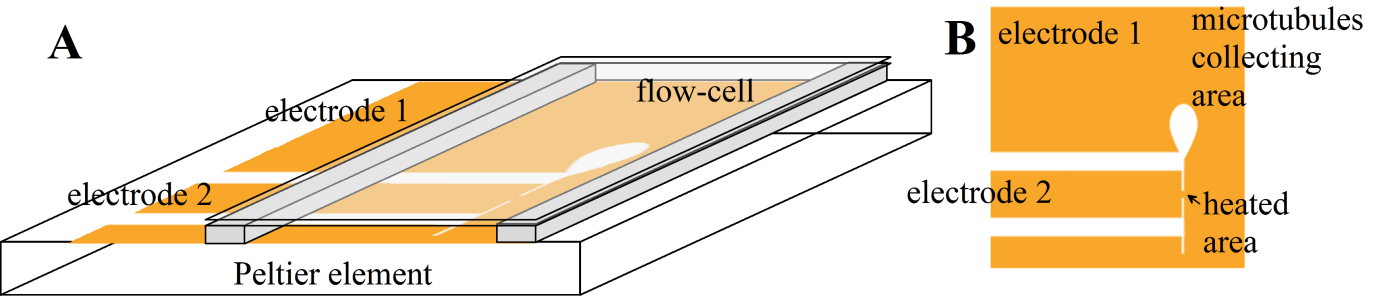 A
electrode 1
flow-cell
electrode 2
Peltier element
B
electrode 1
microtubules
collecting
area
electrode 2
heated
area